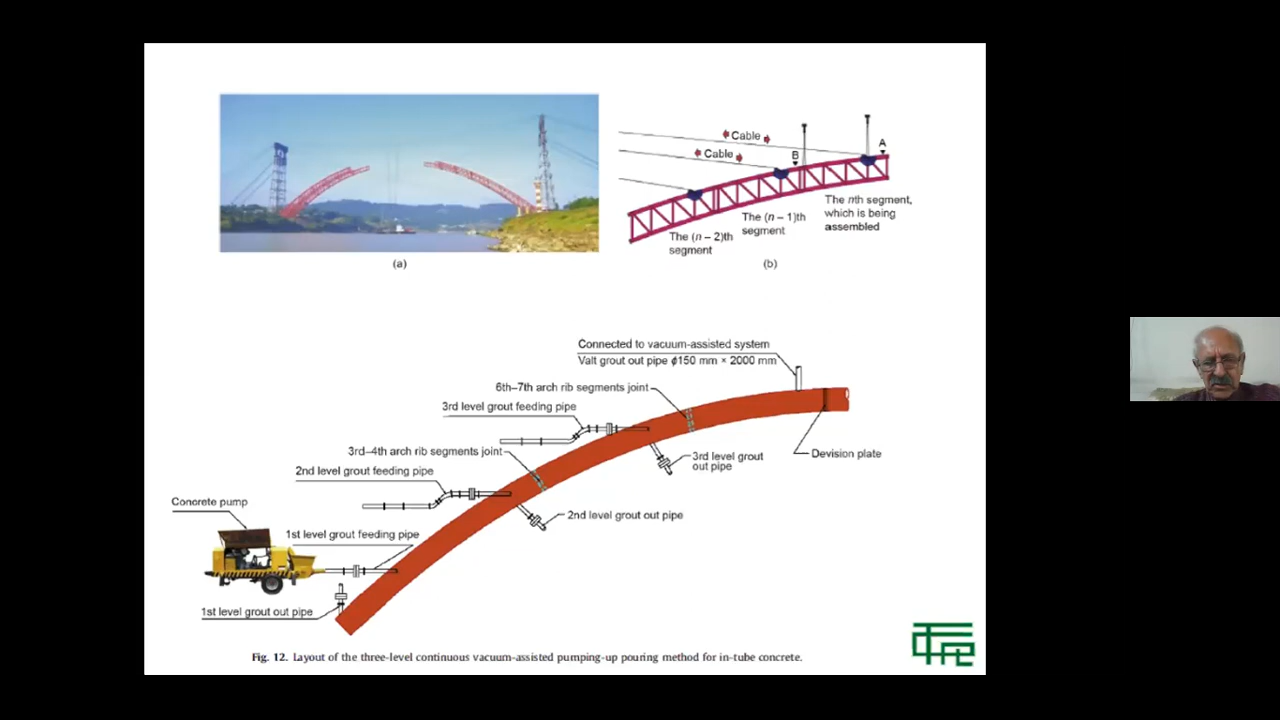 Cable
Cable
B
A
The nth segment,
which is being
assembled
The (n – 1)th
segment
The (n – 2)th
segment
(a)
(b)
Connected to vacuum-assisted system
Valt grout out pipe ϕ150 mm × 2000 mm
6th–7th arch rib segments joint
3rd level grout feeding pipe
3rd–4th arch rib segments joint
3rd level grout
out pipe
Devision plate
2nd level grout feeding pipe
Concrete pump
2nd level grout out pipe
1st level grout feeding pipe
1st level grout out pipe
Fig. 12. Layout of the three-level continuous vacuum-assisted pumping-up pouring method for in-tube concrete.